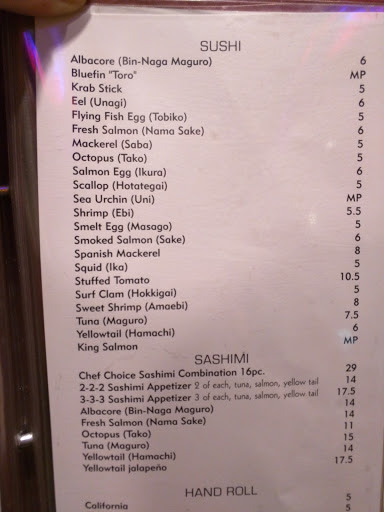 SUSHI
Albacore (Bin-Naga Maguro) 6
Bluefin "Toro" MP
Krab Stick 5
Eel (Unagi) 6
Flying Fish Egg (Tobiko) 5
Fresh Salmon (Nama Sake) 6
Mackerel (Saba) 5
Octopus (Tako) 5
Salmon Egg (Ikura) 6
Scallop (Hotategai) 5
Sea Urchin (Uni) MP
Shrimp (Ebi) 5.5
Smelt Egg (Masago) 5
Smoked Salmon (Sake) 6
Spanish Mackerel 8
Squid (Ika) 5
Stuffed Tomato 10.5
Surf Clam (Hokkigai) 5
Sweet Shrimp (Amaebi) 8
Tuna (Maguro) 7.5
Yellowtail (Hamachi) 6
King Salmon MP
SASHIMI
Chef Choice Sashimi Combination 16pc. 29
2-2-2 Sashimi Appetizer 2 of each, tuna, salmon, yellow tail 14
3-3-3 Sashimi Appetizer 3 of each, tuna, salmon, yellow tail 17.5
Albacore (Bin-Naga Maguro) 14
Fresh Salmon (Nama Sake) 14
Octopus (Tako) 11
Tuna (Maguro) 15
Yellowtail (Hamachi) 14
Yellowtail jalapeño 17.5
HAND ROLL
California 5
5